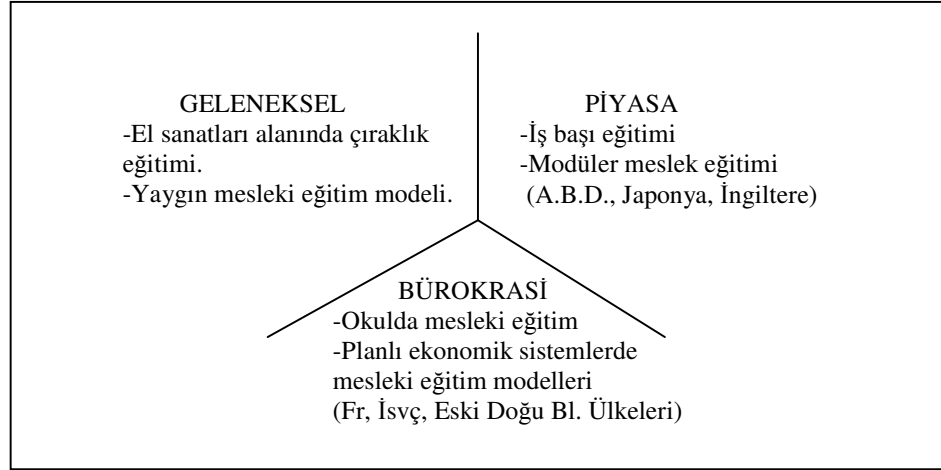 GELENEKSEL
-El sanatları alanında çıraklık
eğitimi.
-Yaygın mesleki eğitim modeli.
PİYASA
-İş başı eğitimi
-Modüler meslek eğitimi
(A.B.D., Japonya, İngiltere)
BÜROKRASİ
-Okulda mesleki eğitim
-Planlı ekonomik sistemlerde
mesleki eğitim modelleri
(Fr, İsvç, Eski Doğu Bl. Ülkeleri)